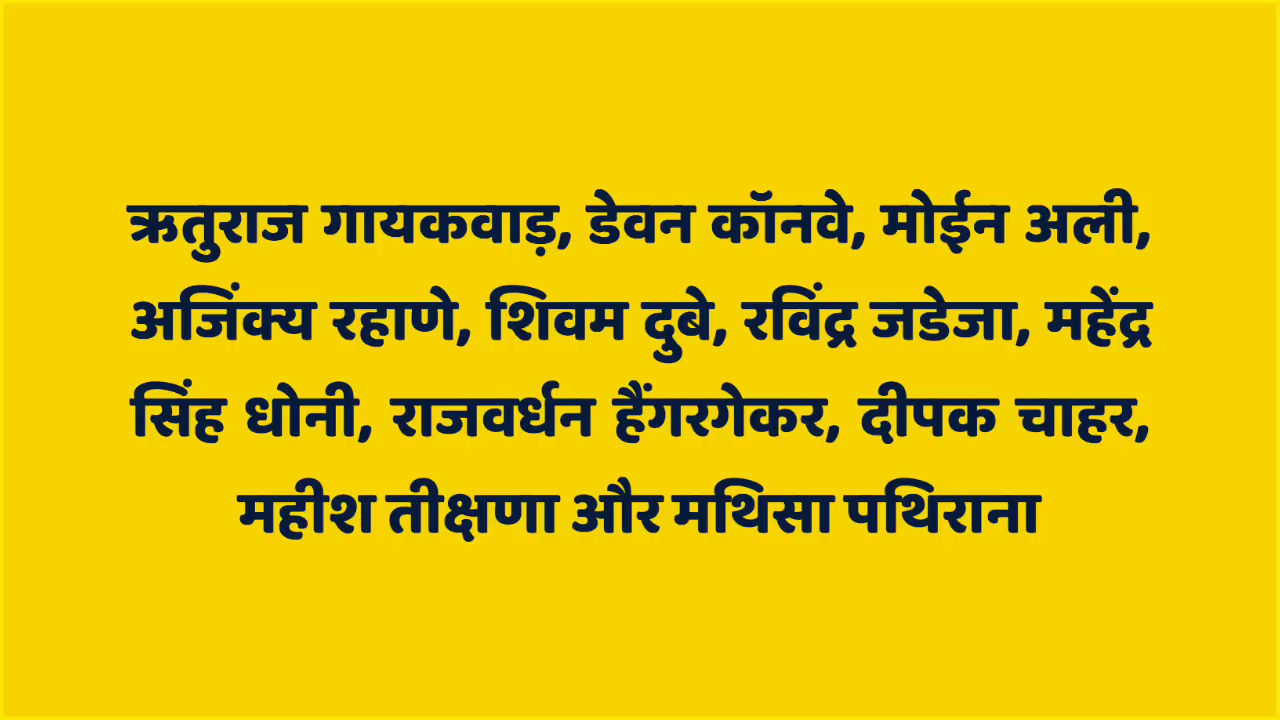 ऋतुराज गायकवाड़, डेवन कॉनवे, मोईन अली,
अजिंक्य रहाणे, शिवम दुबे, रविंद्र जडेजा, महेंद्र
सिंह धोनी, राजवर्धन हैंगरगेकर, दीपक चाहर,
महीश तीक्षणा और मथिसा पथिराना